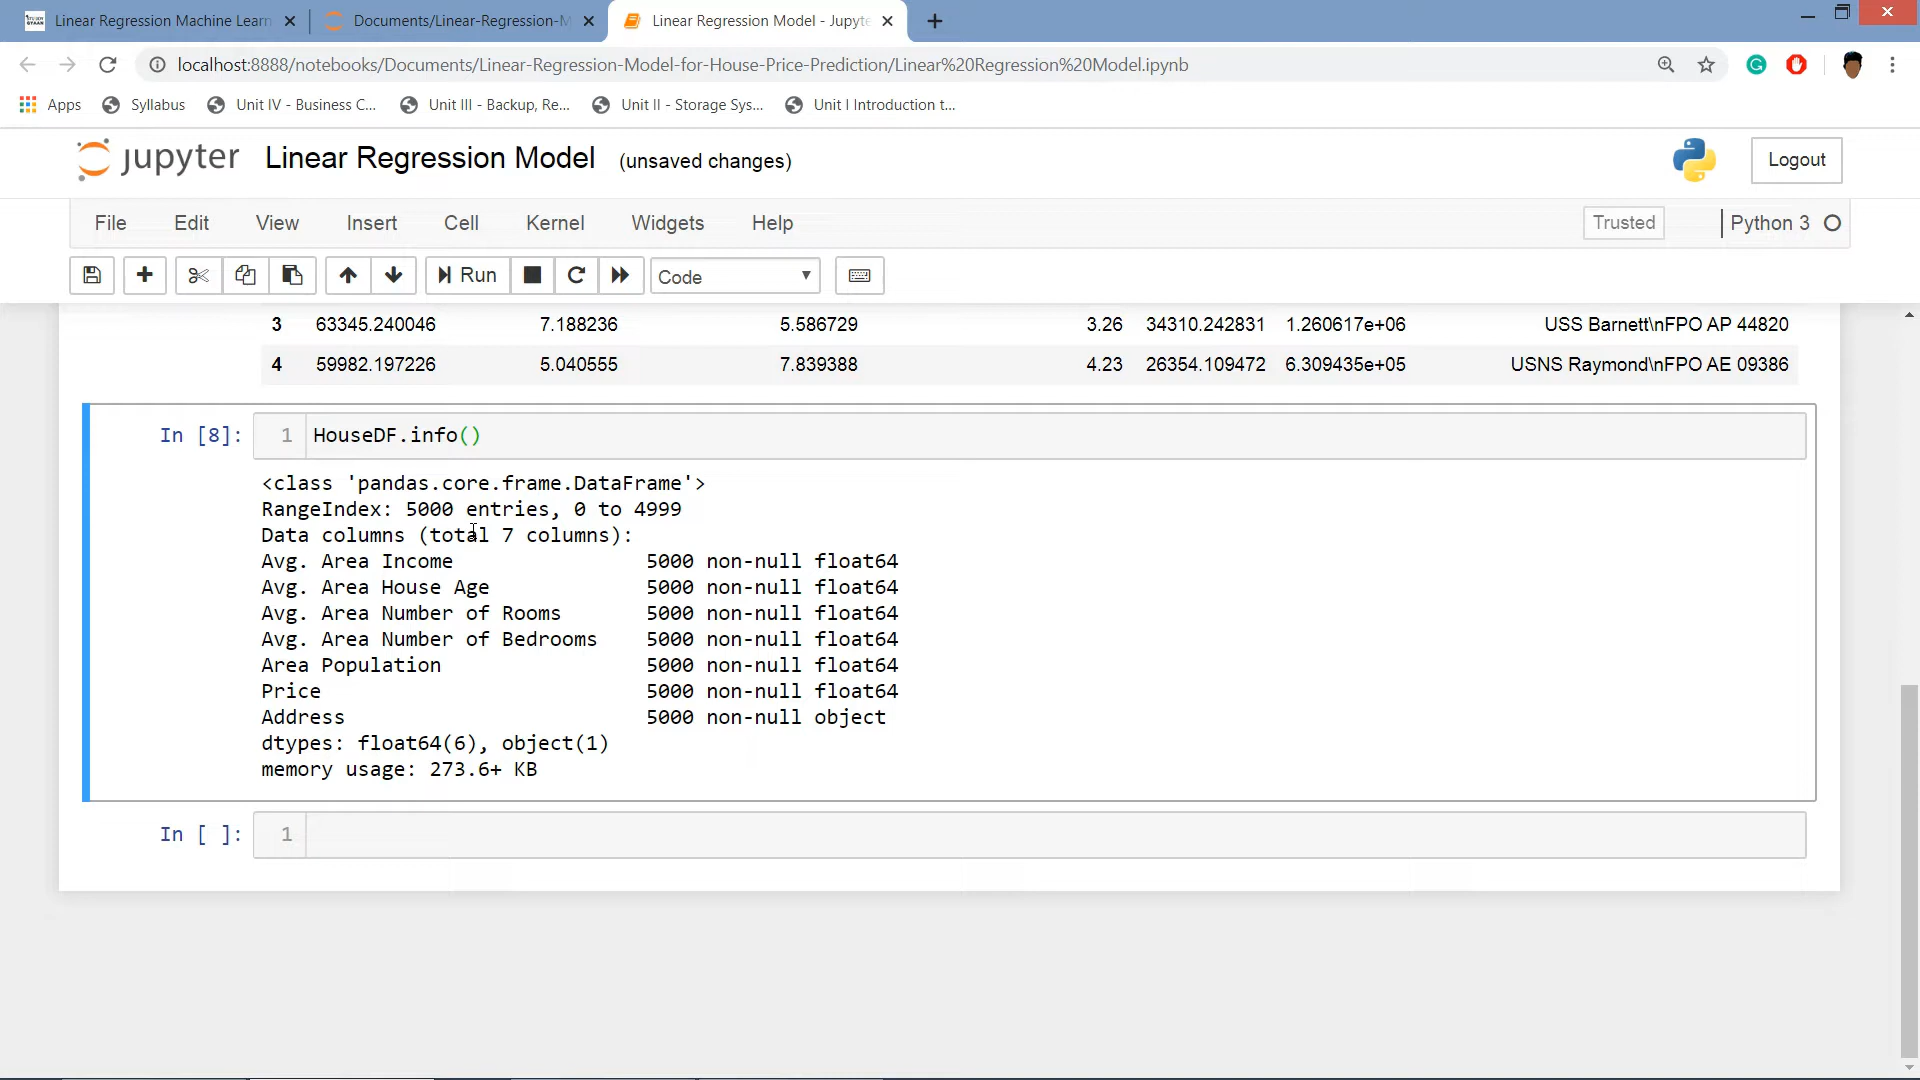 Linear Regression Machine Learn
Documents/Linear-Regression-M
Linear Regression Model - Jupyte
localhost:8888/notebooks/Documents/Linear-Regression-Model-for-House-Price-Prediction/Linear%20Regression%20Model.ipynb
Apps Syllabus Unit IV - Business C... Unit III - Backup, Re... Unit II - Storage Sys... Unit I Introduction t...
jupyter Linear Regression Model (unsaved changes) Logout
File Edit View Insert Cell Kernel Widgets Help Trusted Python 3
Run Code
3 63345.240046 7.188236 5.586729 3.26 34310.242831 1.260617e+06 USS Barnett\nFPO AP 44820
4 59982.197226 5.040555 7.839388 4.23 26354.109472 6.309435e+05 USNS Raymond\nFPO AE 09386
In [8]: 1 HouseDF.info()
<class 'pandas.core.frame.DataFrame'>
RangeIndex: 5000 entries, 0 to 4999
Data columns (total 7 columns):
Avg. Area Income 5000 non-null float64
Avg. Area House Age 5000 non-null float64
Avg. Area Number of Rooms 5000 non-null float64
Avg. Area Number of Bedrooms 5000 non-null float64
Area Population 5000 non-null float64
Price 5000 non-null float64
Address 5000 non-null object
dtypes: float64(6), object(1)
memory usage: 273.6+ KB
In [ ]: 1